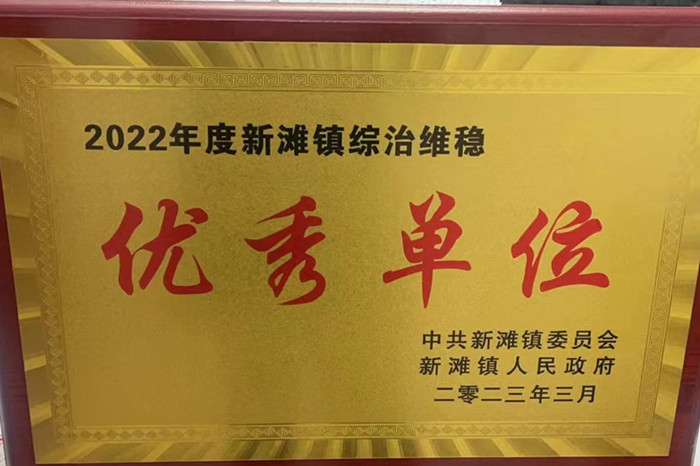 2022年度新滩镇综治维稳
优秀单位
中共新滩镇委员会
新滩镇人民政府
二零二三年三月